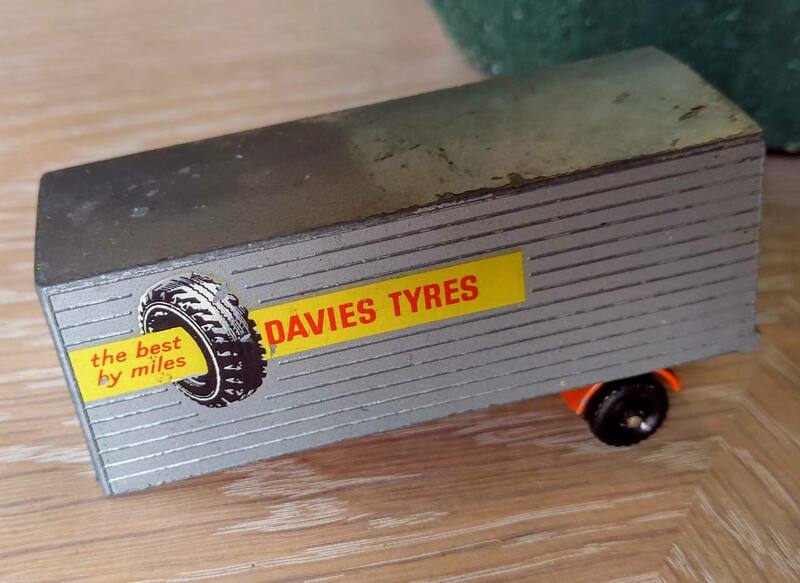 the best
by miles
DAVIES TYRES